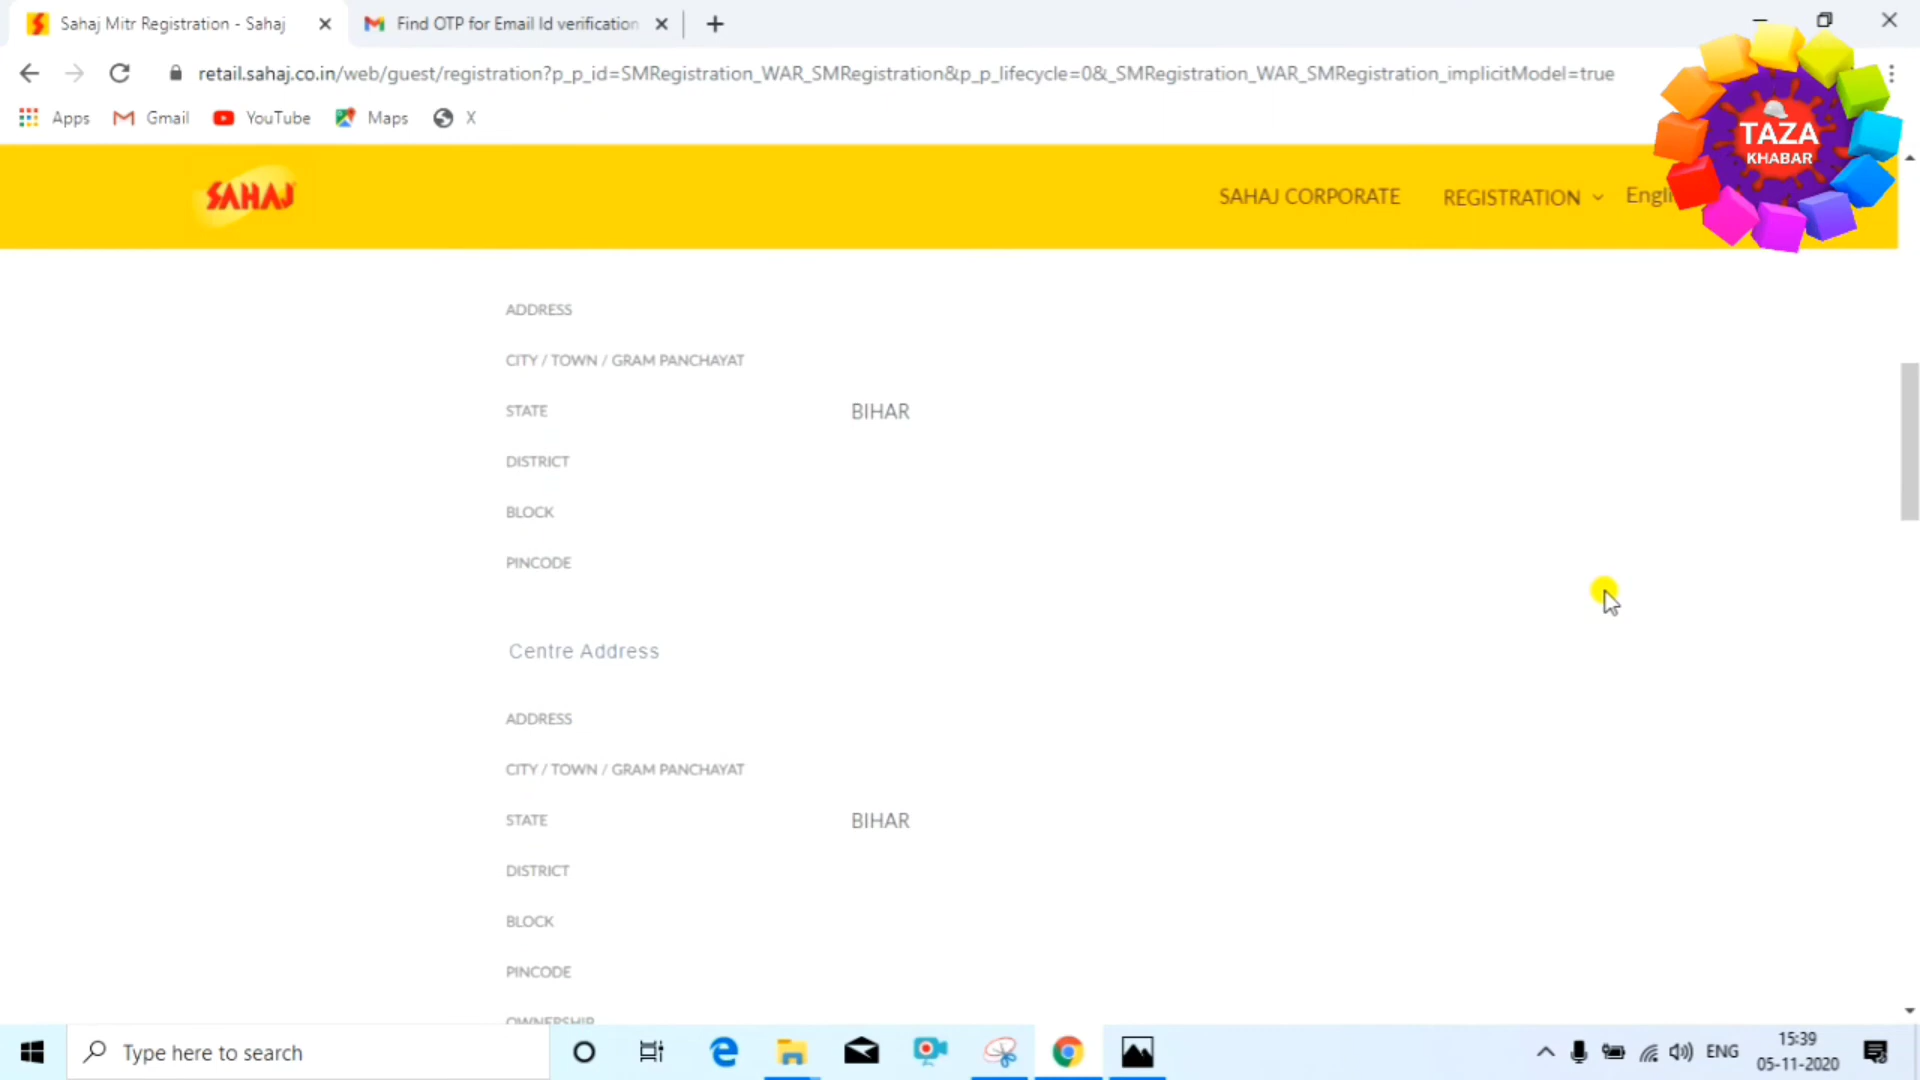 Sahaj Mitr Registration - Sahaj
Find OTP for Email Id verification
retail.sahaj.co.in/web/guest/registration?p_p_id=SMRegistration_WAR_SMRegistration&p_p_lifecycle=0&_SMRegistration_WAR_SMRegistration_implicitModel=true
Apps Gmail YouTube Maps X
TAZA
KHABAR
SAHAJ
SAHAJ CORPORATE REGISTRATION Engli
ADDRESS
CITY / TOWN / GRAM PANCHAYAT
STATE BIHAR
DISTRICT
BLOCK
PINCODE
Centre Address
ADDRESS
CITY / TOWN / GRAM PANCHAYAT
STATE BIHAR
DISTRICT
BLOCK
PINCODE
OWNERSHIP
Type here to search
ENG
15:39
05-11-2020